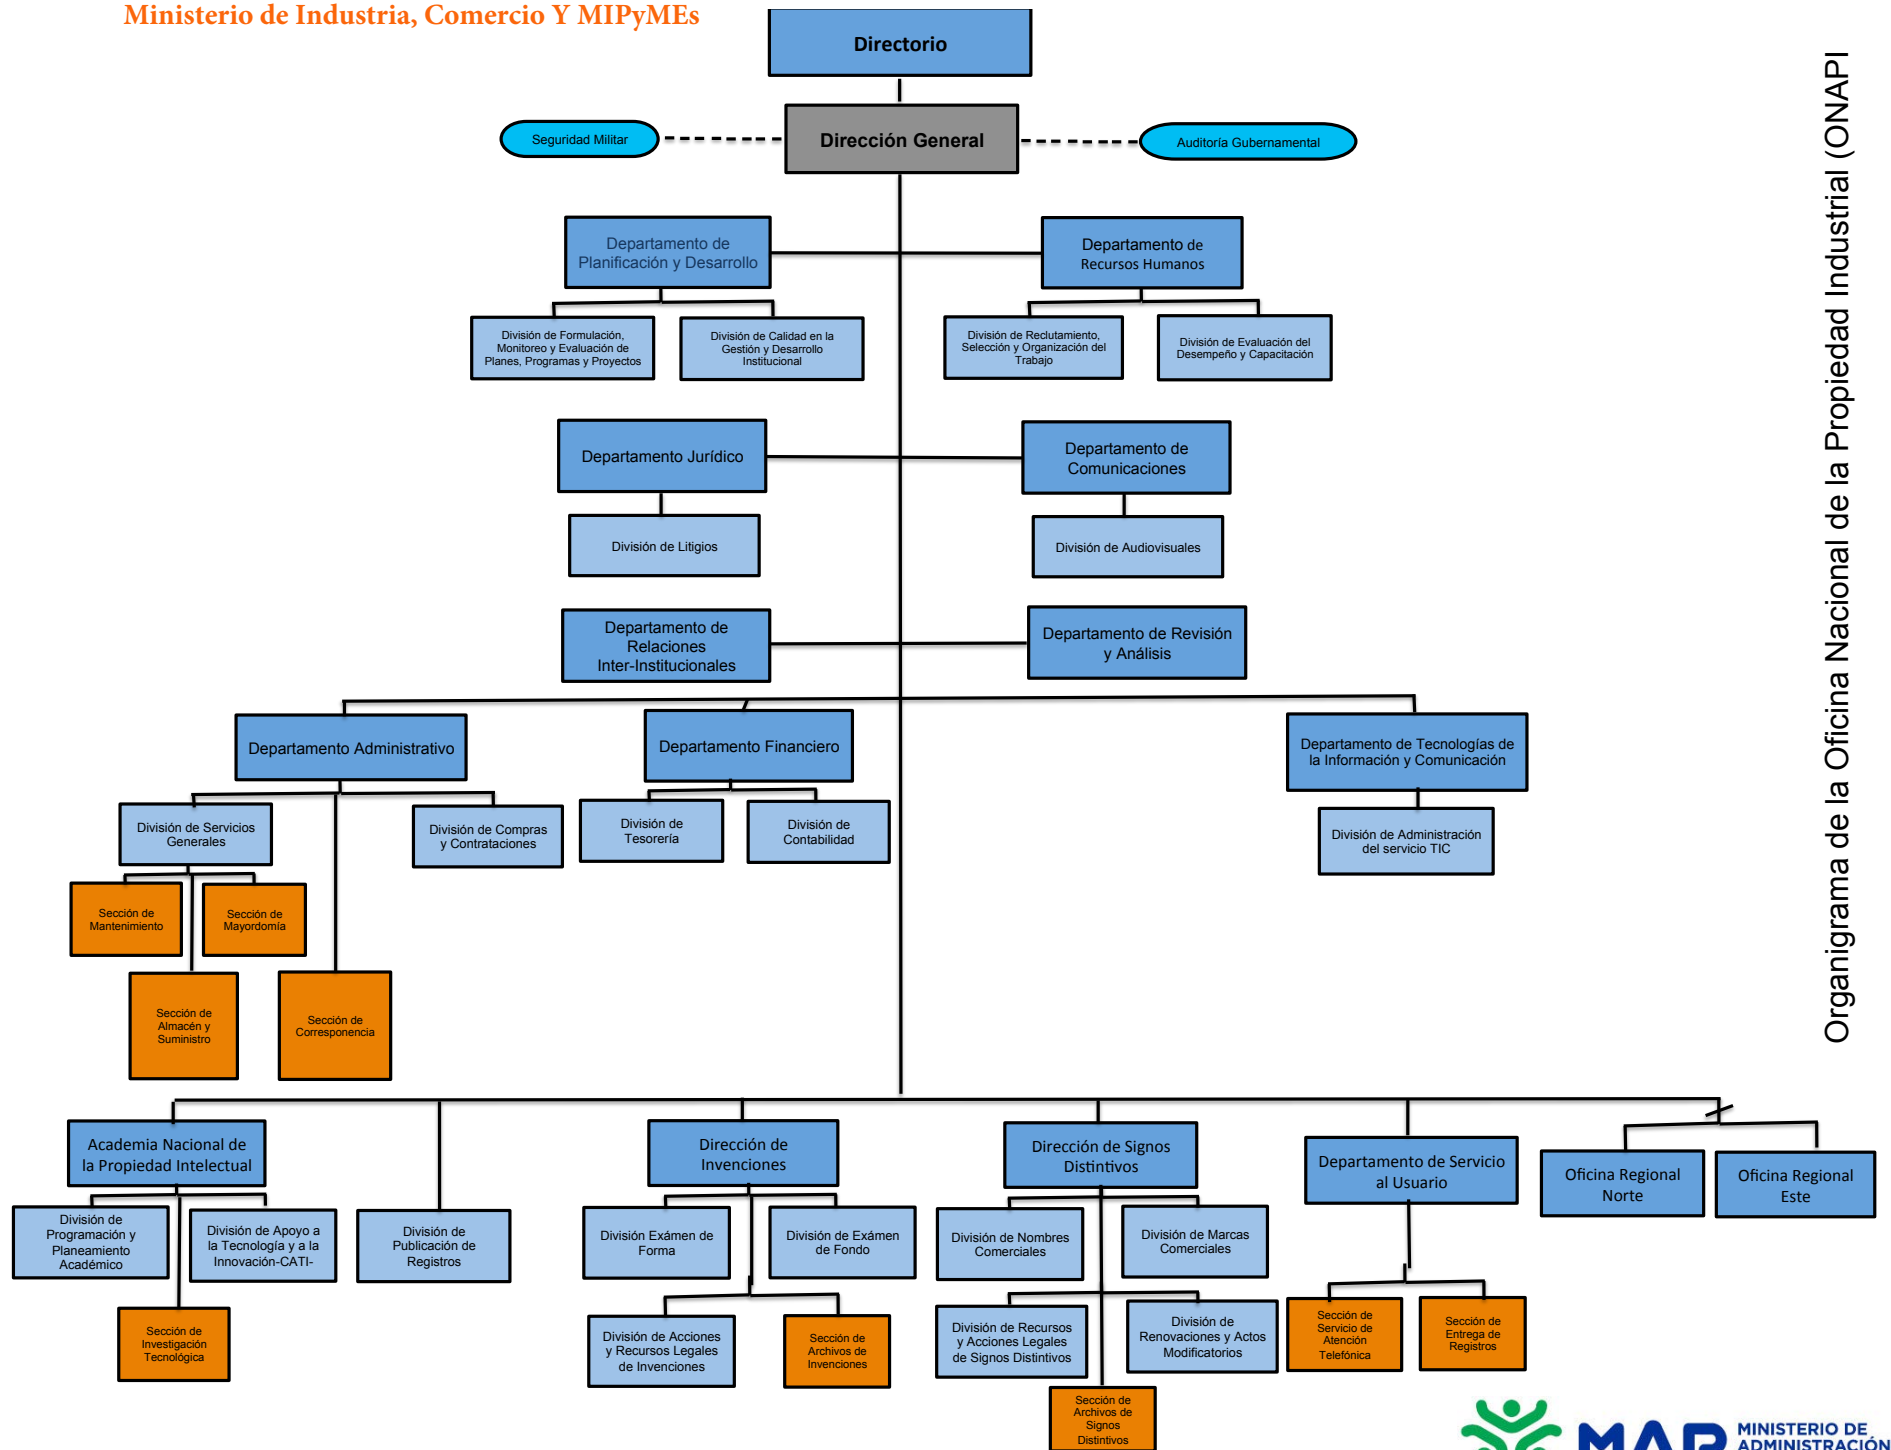 Ministerio de Industria, Comercio Y MIPyMEs
Directorio
Seguridad Militar
Dirección General
Auditoría Gubernamental
Departamento de
Planificación y Desarrollo
Departamento de
Recursos Humanos
División de Formulación,
Monitoreo y Evaluación de
Planes, Programas y Proyectos
División de Calidad en la
Gestión y Desarrollo
Institucional
División de Reclutamiento,
Selección y Organización del
Trabajo
División de Evaluación del
Desempeño y Capacitación
Departamento Jurídico
Departamento de
Comunicaciones
División de Litigios
División de Audiovisuales
Departamento de
Relaciones
Inter-Institucionales
Departamento de Revisión
y Análisis
Departamento Administrativo
Departamento Financiero
Departamento de Tecnologías de
la Información y Comunicación
División de Servicios
Generales
División de Compras
y Contrataciones
División de
Tesorería
División de
Contabilidad
División de Administración
del servicio TIC
Sección de
Mantenimiento
Sección de
Mayordomía
Sección de
Almacén y
Suministro
Sección de
Corresponencia
Academia Nacional de
la Propiedad Intelectual
Dirección de
Invenciones
Dirección de Signos
Distintivos
Departamento de Servicio
al Usuario
Oficina Regional
Norte
Oficina Regional
Este
División de
Programación y
Planeamiento
Académico
División de Apoyo a
la Tecnología y a la
Innovación-CATI-
División de
Publicación de
Registros
División Exámen de
Forma
División de Exámen
de Fondo
División de Nombres
Comerciales
División de Marcas
Comerciales
Sección de
Investigación
Tecnológica
División de Acciones
y Recursos Legales
de Invenciones
Sección de
Archivos de
Invenciones
División de Recursos
y Acciones Legales
de Signos Distintivos
División de
Renovaciones y Actos
Modificatorios
Sección de
Servicio de
Atención
Telefónica
Sección de
Entrega de
Registros
Sección de
Archivos de
Signos
Distintivos
Organigrama de la Oficina Nacional de la Propiedad Industrial (ONAPI
MAP
MINISTERIO DE
ADMINISTRACIÓN